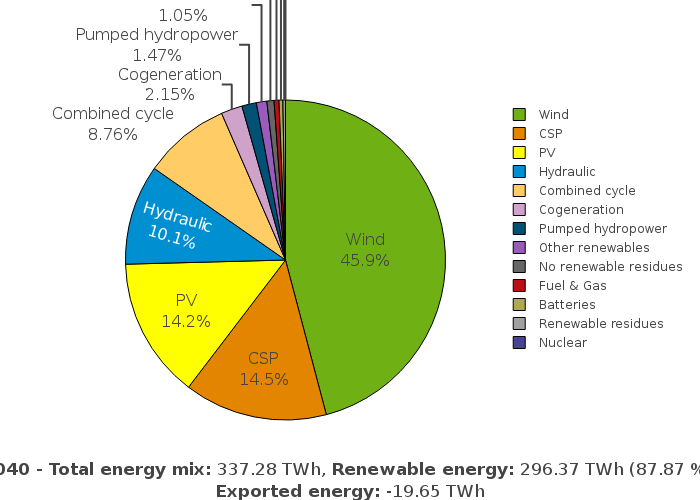 1.05%
Pumped hydropower
1.47%
Cogeneration
2.15%
Combined cycle
8.76%
Hydraulic
10.1%
Wind
45.9%
PV
14.2%
CSP
14.5%
Wind
CSP
PV
Hydraulic
Combined cycle
Cogeneration
Pumped hydropower
Other renewables
No renewable residues
Fuel & Gas
Batteries
Renewable residues
Nuclear
040 - Total energy mix: 337.28 TWh, Renewable energy: 296.37 TWh (87.87 %
Exported energy: -19.65 TWh